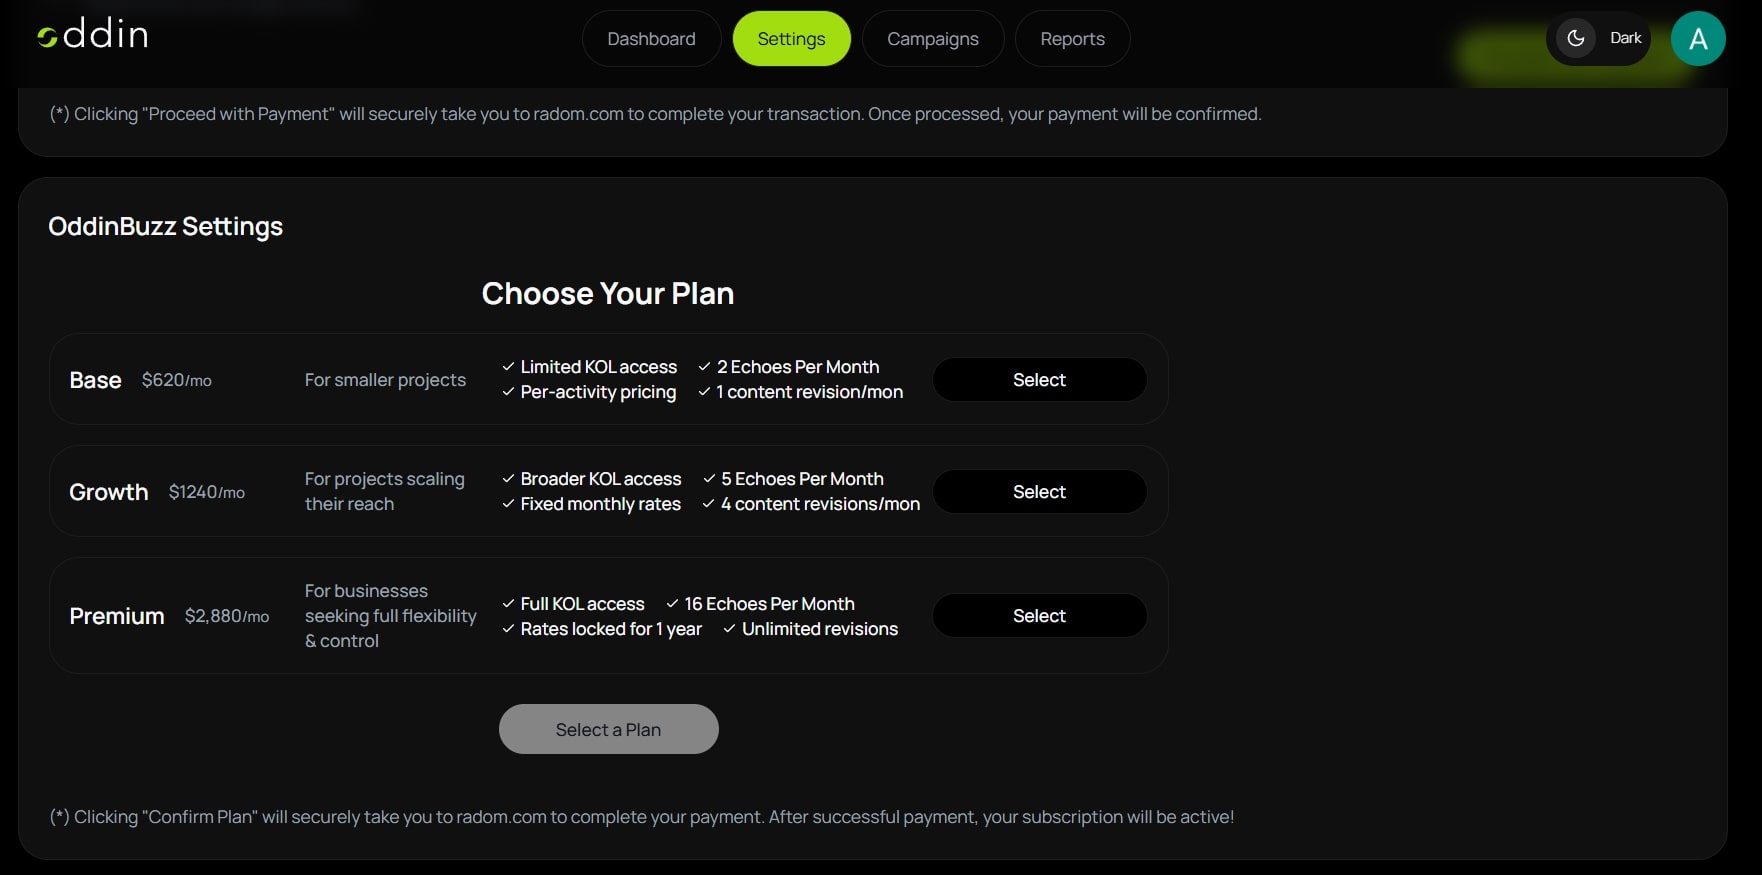 oddin
Dashboard
Settings
Campaigns
Reports
Dark
A
(*) Clicking "Proceed with Payment" will securely take you to radom.com to complete your transaction. Once processed, your payment will be confirmed.
OddinBuzz Settings
Choose Your Plan
Base $620/mo
For smaller projects
✓ Limited KOL access ✓ 2 Echoes Per Month
✓ Per-activity pricing ✓ 1 content revision/mon
Select
Growth $1240/mo
For projects scaling
their reach
✓ Broader KOL access ✓ 5 Echoes Per Month
✓ Fixed monthly rates ✓ 4 content revisions/mon
Select
Premium $2,880/mo
For businesses
seeking full flexibility
& control
✓ Full KOL access ✓ 16 Echoes Per Month
✓ Rates locked for 1 year ✓ Unlimited revisions
Select
Select a Plan
(*) Clicking "Confirm Plan" will securely take you to radom.com to complete your payment. After successful payment, your subscription will be active!